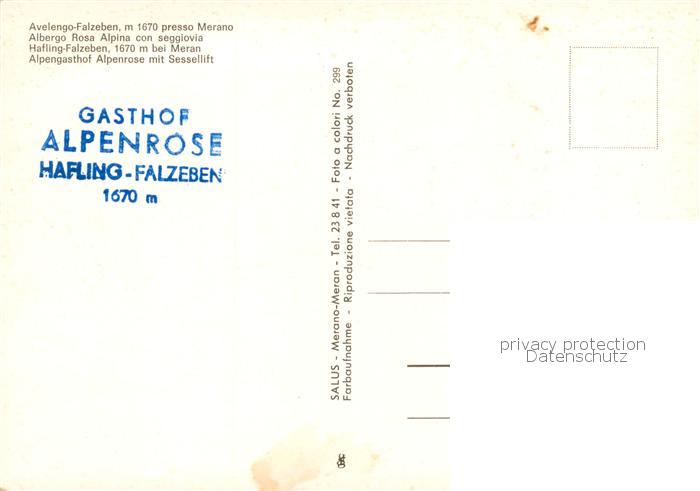 Avelengo-Falzeben, m 1670 presso Merano
Albergo Rosa Alpina con seggiovia
Hafling-Falzeben, 1670 m bei Meran
Alpengasthof Alpenrose mit Sessellift
GASTHOF
ALPENROSE
HAFLING-FALZEBEN
1670 m
SALUS - Merano-Meran - Tel. 23 8 41 - Foto a colori No. 299
Farbaufnahme - Riproduzione vietata - Nachdruck verboten
privacy protection
Datenschutz